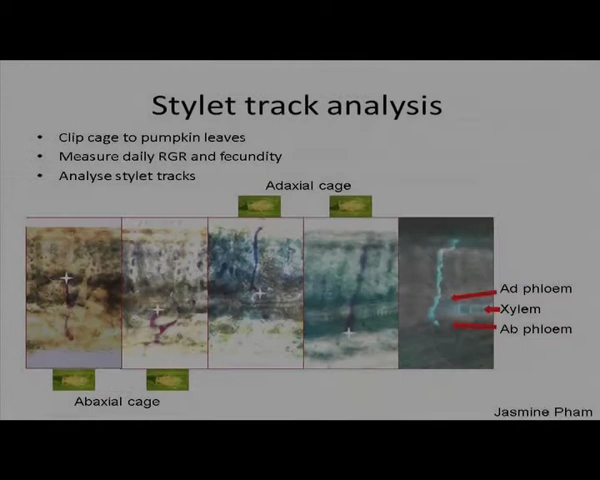 Stylet track analysis
• Clip cage to pumpkin leaves
• Measure daily RGR and fecundity
• Analyse stylet tracks
Adaxial cage
Ad phloem
Xylem
Ab phloem
Abaxial cage
Jasmine Pham